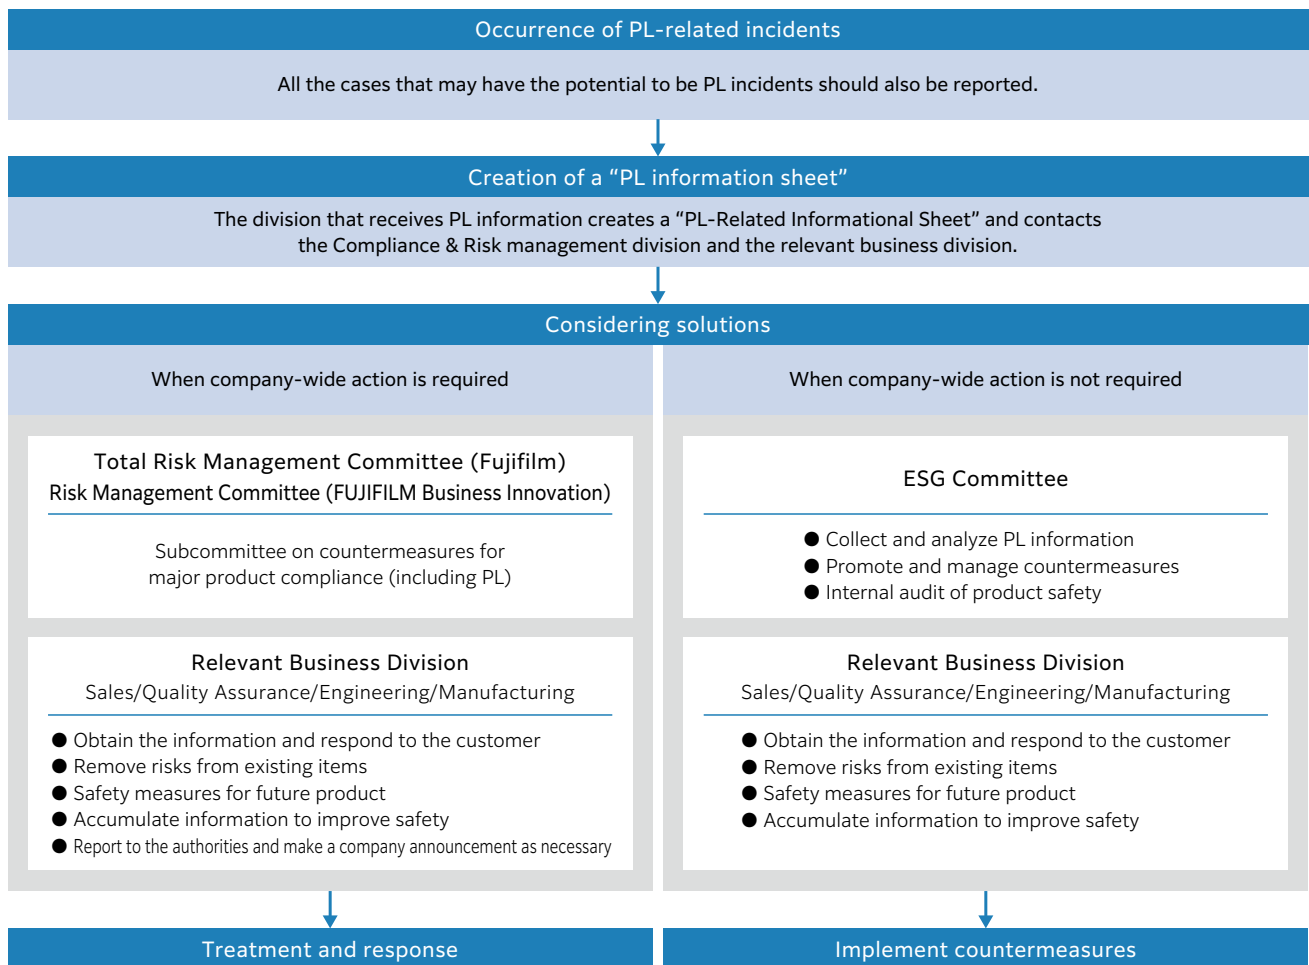 Occurrence of PL-related incidents
All the cases that may have the potential to be PL incidents should also be reported.
Creation of a “PL information sheet”
The division that receives PL information creates a “PL-Related Informational Sheet” and contacts
the Compliance & Risk management division and the relevant business division.
Considering solutions
When company-wide action is required
Total Risk Management Committee (Fujifilm)
Risk Management Committee (FUJIFILM Business Innovation)
Subcommittee on countermeasures for
major product compliance (including PL)
Relevant Business Division
Sales/Quality Assurance/Engineering/Manufacturing
● Obtain the information and respond to the customer
● Remove risks from existing items
● Safety measures for future product
● Accumulate information to improve safety
● Report to the authorities and make a company announcement as necessary
Treatment and response
When company-wide action is not required
ESG Committee
● Collect and analyze PL information
● Promote and manage countermeasures
● Internal audit of product safety
Relevant Business Division
Sales/Quality Assurance/Engineering/Manufacturing
● Obtain the information and respond to the customer
● Remove risks from existing items
● Safety measures for future product
● Accumulate information to improve safety
Implement countermeasures